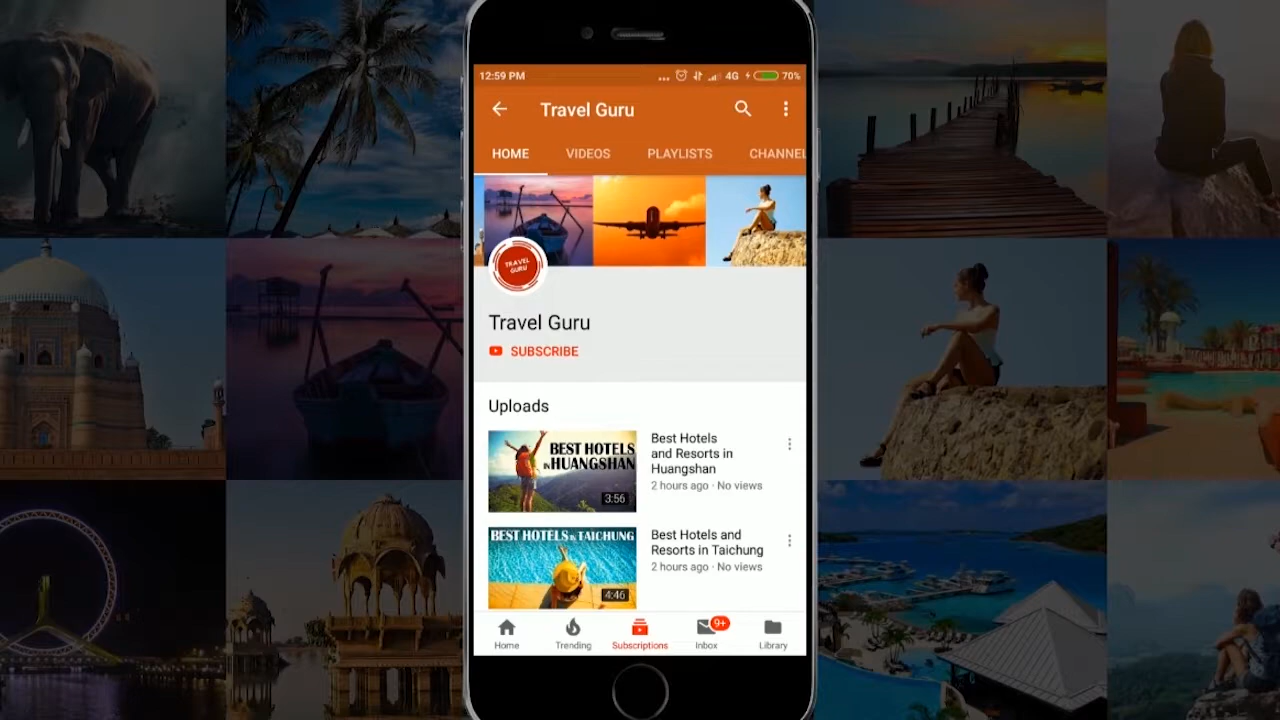 12:59 PM
... 4G 70%
Travel Guru
HOME VIDEOS PLAYLISTS CHANNEL
TRAVEL
GURU
Travel Guru
SUBSCRIBE
Uploads
BEST HOTELS
IN HUANGSHAN
3:56
Best Hotels
and Resorts in
Huangshan
2 hours ago · No views
BEST HOTELS IN TAICHUNG
4:46
Best Hotels and
Resorts in Taichung
2 hours ago · No views
9+
Home Trending Subscriptions Inbox Library